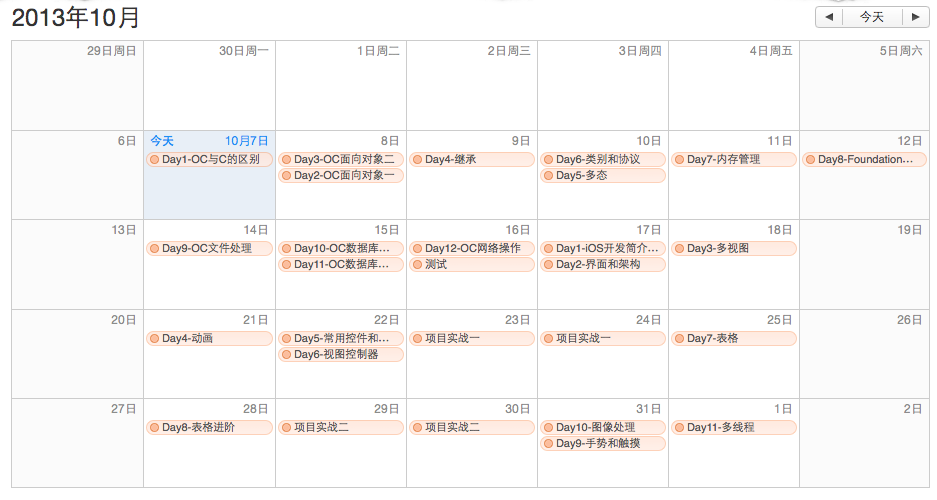 2013年10月
◀ 今天 ▶
29日周日 30日周一 1日周二 2日周三 3日周四 4日周五 5日周六
6日 今天 10月7日 8日 9日 10日 11日 12日
Day1-OC与C的区别 Day3-OC面向对象二 Day4-继承 Day6-类别和协议 Day7-内存管理 Day8-Foundation...
Day2-OC面向对象一 Day5-多态
13日 14日 15日 16日 17日 18日 19日
Day9-OC文件处理 Day10-OC数据库... Day12-OC网络操作 Day1-iOS开发简介... Day3-多视图
Day11-OC数据库... 测试 Day2-界面和架构
20日 21日 22日 23日 24日 25日 26日
Day4-动画 Day5-常用控件和... 项目实战一 项目实战一 Day7-表格
Day6-视图控制器
27日 28日 29日 30日 31日 1日 2日
Day8-表格进阶 项目实战二 项目实战二 Day10-图像处理 Day11-多线程
Day9-手势和触摸